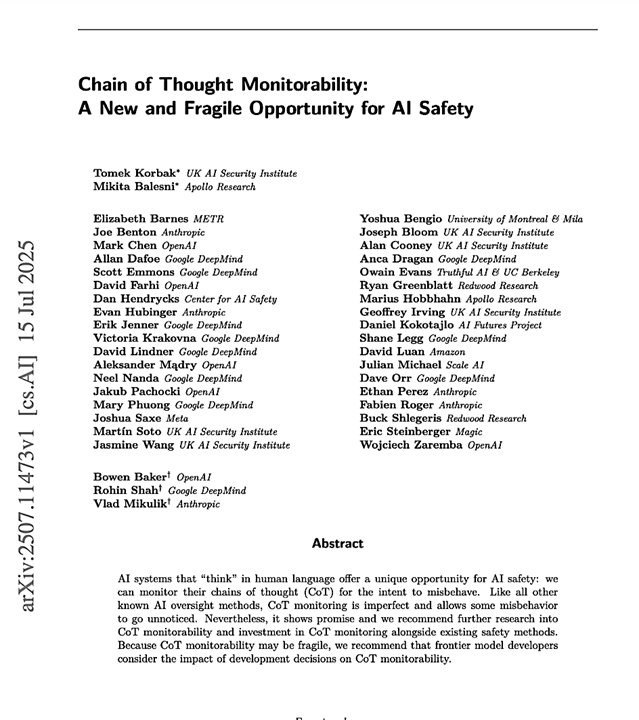 Chain of Thought Monitorability:
A New and Fragile Opportunity for AI Safety
Tomek Korbak* UK AI Security Institute
Mikita Balesni* Apollo Research
Elizabeth Barnes METR
Joe Benton Anthropic
Mark Chen OpenAI
Allan Dafoe Google DeepMind
Scott Emmons Google DeepMind
David Farhi OpenAI
Dan Hendrycks Center for AI Safety
Evan Hubinger Anthropic
Erik Jenner Google DeepMind
Victoria Krakovna Google DeepMind
David Lindner Google DeepMind
Aleksander Mądry OpenAI
Neel Nanda Google DeepMind
Jakub Pachocki OpenAI
Mary Phuong Google DeepMind
Joshua Saxe Meta
Martín Soto UK AI Security Institute
Jasmine Wang UK AI Security Institute
Yoshua Bengio University of Montreal & Mila
Joseph Bloom UK AI Security Institute
Alan Cooney UK AI Security Institute
Anca Dragan Google DeepMind
Owain Evans Truthful AI & UC Berkeley
Ryan Greenblatt Redwood Research
Marius Hobbhahn Apollo Research
Geoffrey Irving UK AI Security Institute
Daniel Kokotajlo AI Futures Project
Shane Legg Google DeepMind
David Luan Amazon
Julian Michael Scale AI
Dave Orr Google DeepMind
Ethan Perez Anthropic
Fabien Roger Anthropic
Buck Shlegeris Redwood Research
Eric Steinberger Magic
Wojciech Zaremba OpenAI
Bowen Baker† OpenAI
Rohin Shah† Google DeepMind
Vlad Mikulik† Anthropic
Abstract
AI systems that “think” in human language offer a unique opportunity for AI safety: we
can monitor their chains of thought (CoT) for the intent to misbehave. Like all other
known AI oversight methods, CoT monitoring is imperfect and allows some misbehavior
to go unnoticed. Nevertheless, it shows promise and we recommend further research into
CoT monitorability and investment in CoT monitoring alongside existing safety methods.
Because CoT monitorability may be fragile, we recommend that frontier model developers
consider the impact of development decisions on CoT monitorability.
arXiv:2507.11473v1 [cs.AI] 15 Jul 2025